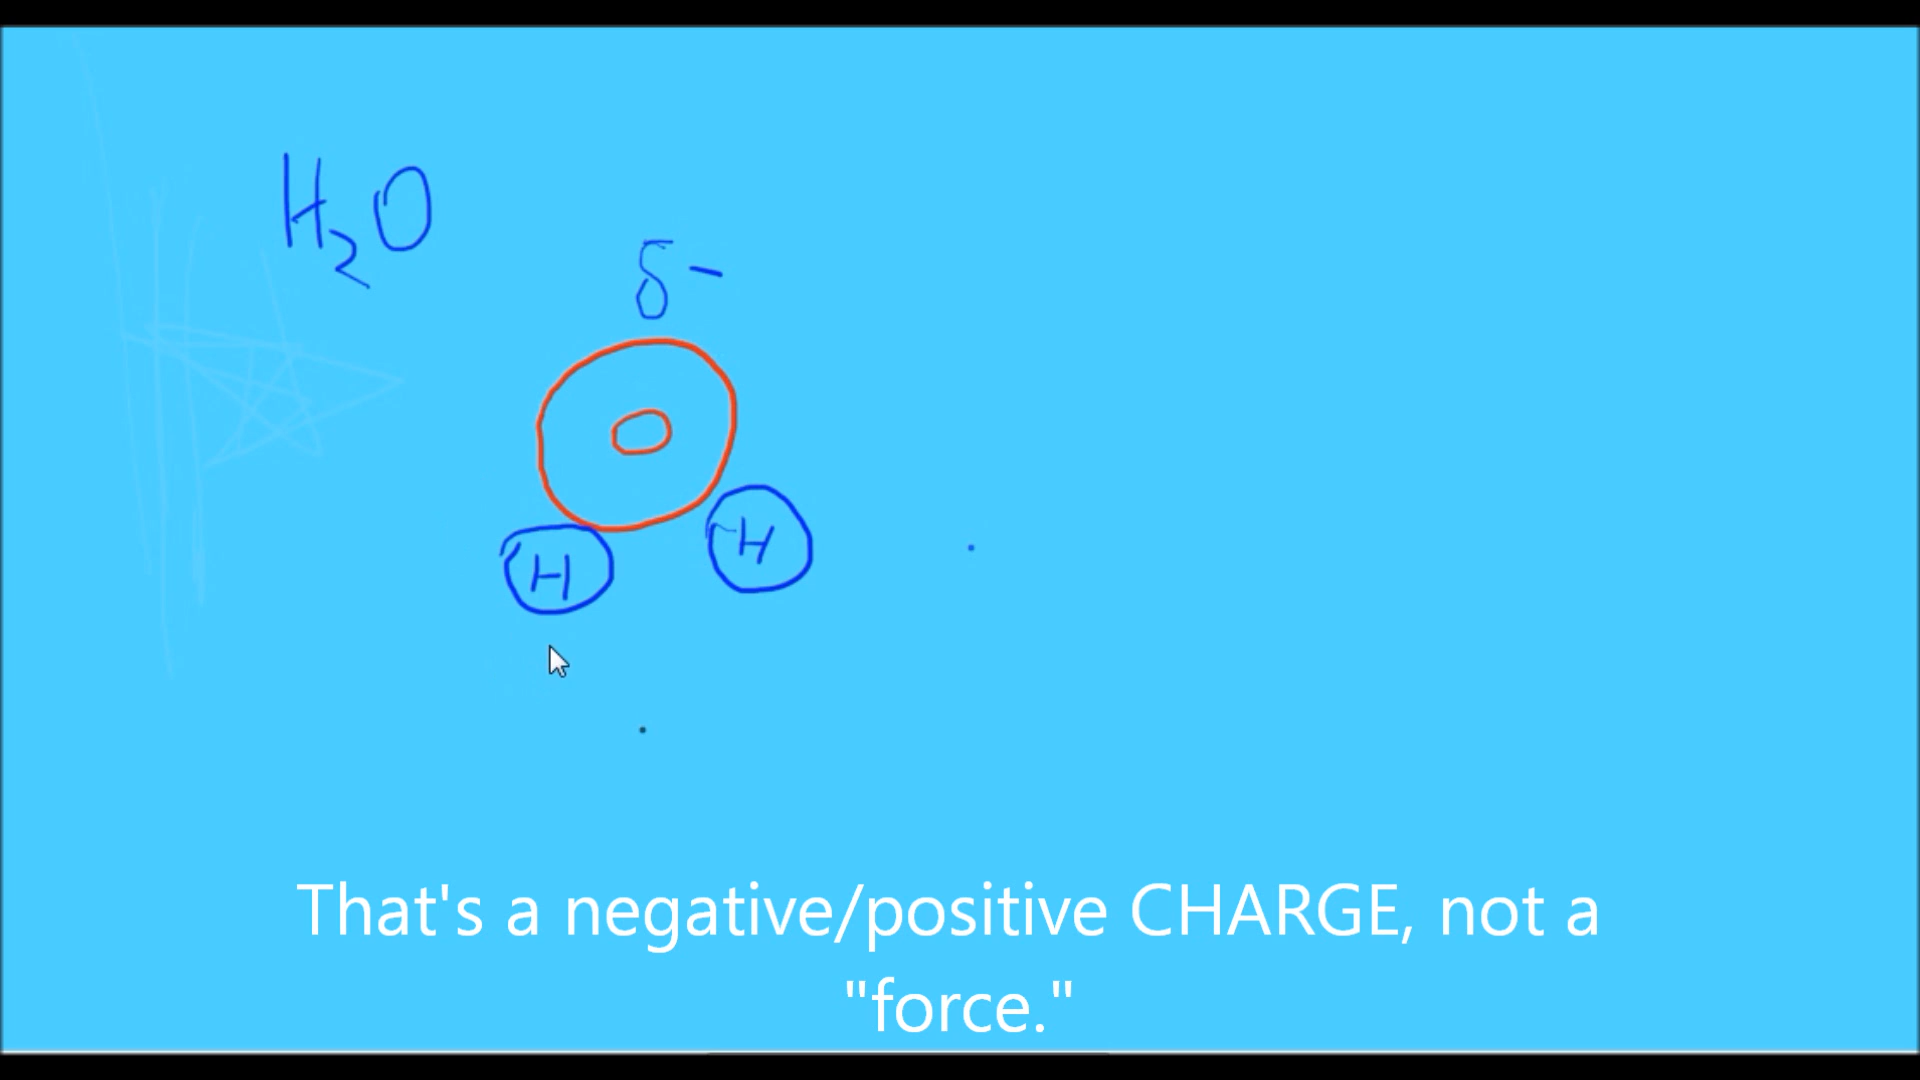 H₂O
δ-
O
H
H
That's a negative/positive CHARGE, not a
"force."